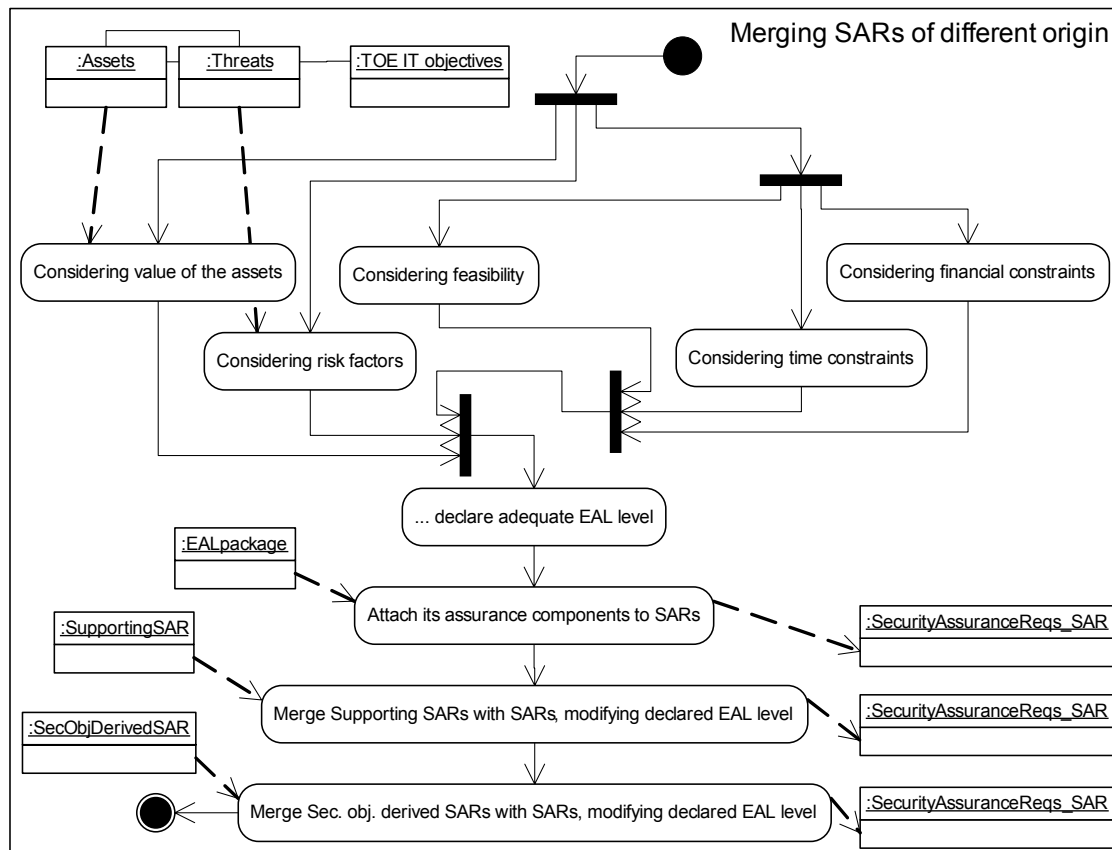 Merging SARs of different origin
:Assets
:Threats
:TOE IT objectives
Considering value of the assets
Considering feasibility
Considering financial constraints
Considering risk factors
Considering time constraints
... declare adequate EAL level
:EALpackage
Attach its assurance components to SARs
:SecurityAssuranceReqs_SAR
:SupportingSAR
Merge Supporting SARs with SARs, modifying declared EAL level
:SecurityAssuranceReqs_SAR
:SecObjDerivedSAR
Merge Sec. obj. derived SARs with SARs, modifying declared EAL level
:SecurityAssuranceReqs_SAR